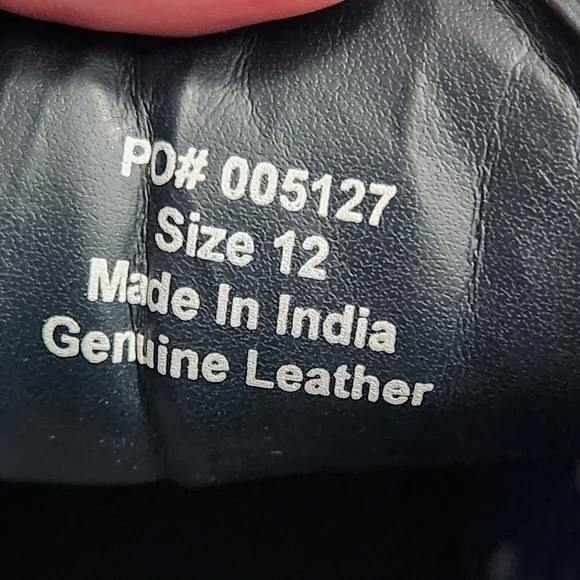 PO# 005127
Size 12
Made In India
Genuine Leather